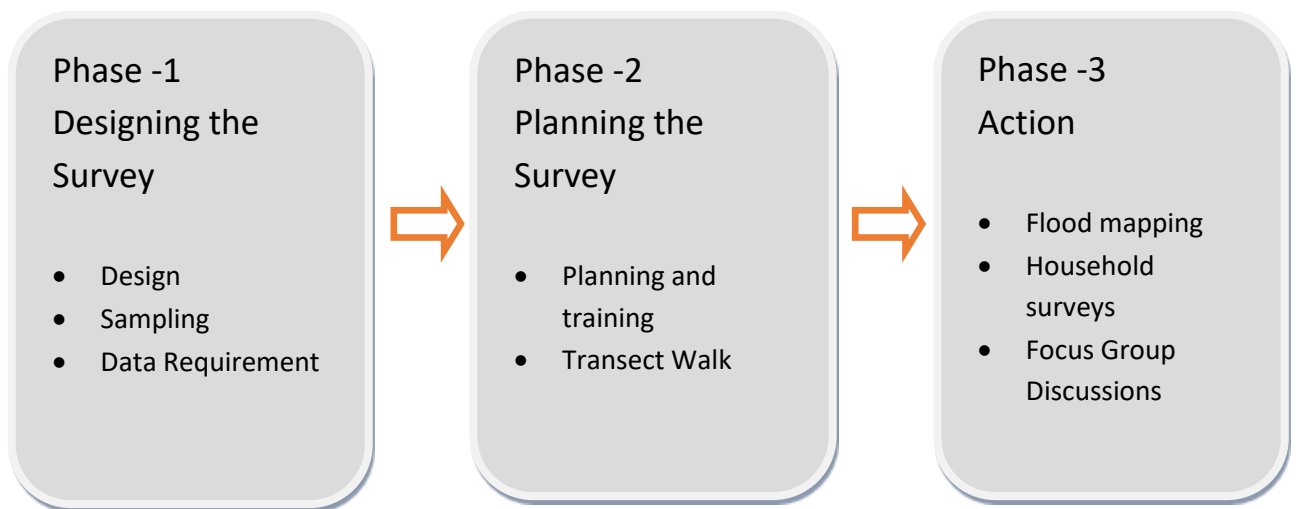 Phase -1
Designing the
Survey
• Design
• Sampling
• Data Requirement
Phase -2
Planning the
Survey
• Planning and
training
• Transect Walk
Phase -3
Action
• Flood mapping
• Household
surveys
• Focus Group
Discussions